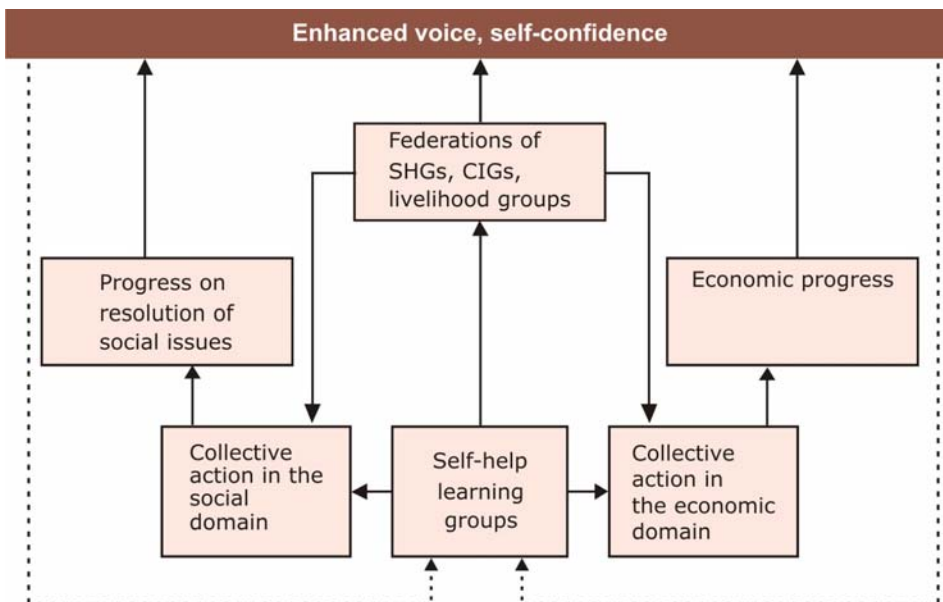 Enhanced voice, self-confidence
Federations of
SHGs, CIGs,
livelihood groups
Progress on
resolution of
social issues
Economic progress
Collective
action in the
social
domain
Self-help
learning
groups
Collective
action in
the economic
domain